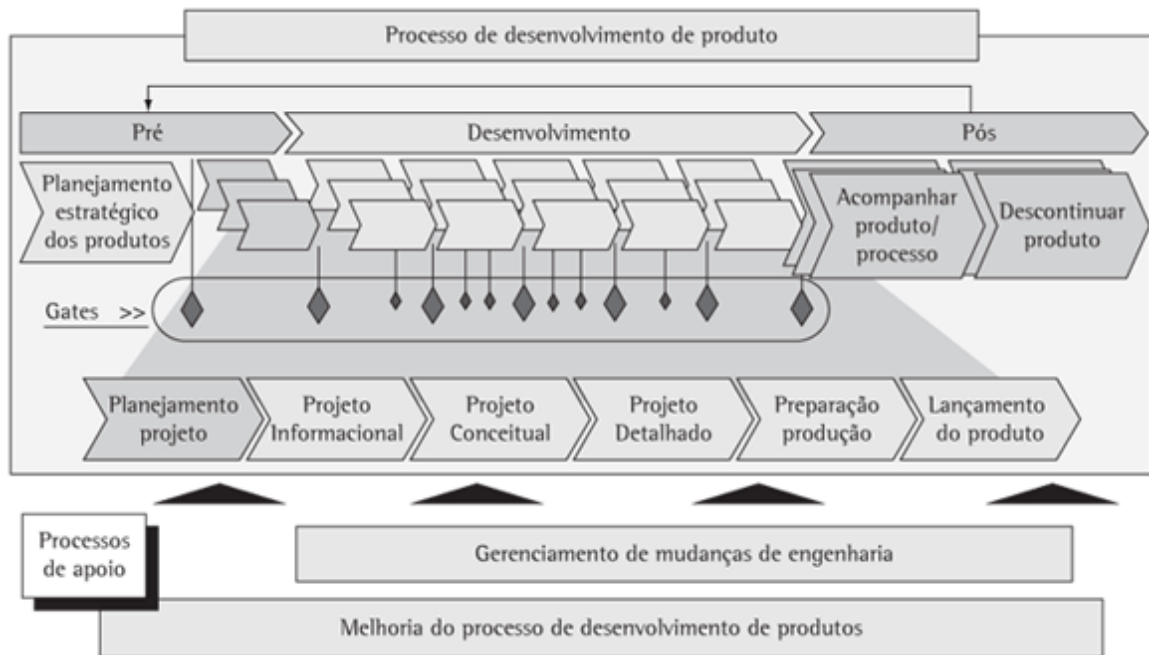 Processo de desenvolvimento de produto
Pré
Desenvolvimento
Pós
Planejamento
estratégico
dos produtos
Acompanhar
produto/
processo
Descontinuar
produto
Gates >>
Planejamento
projeto
Projeto
Informacional
Projeto
Conceitual
Projeto
Detalhado
Preparação
produção
Lançamento
do produto
Processos
de apoio
Gerenciamento de mudanças de engenharia
Melhoria do processo de desenvolvimento de produtos